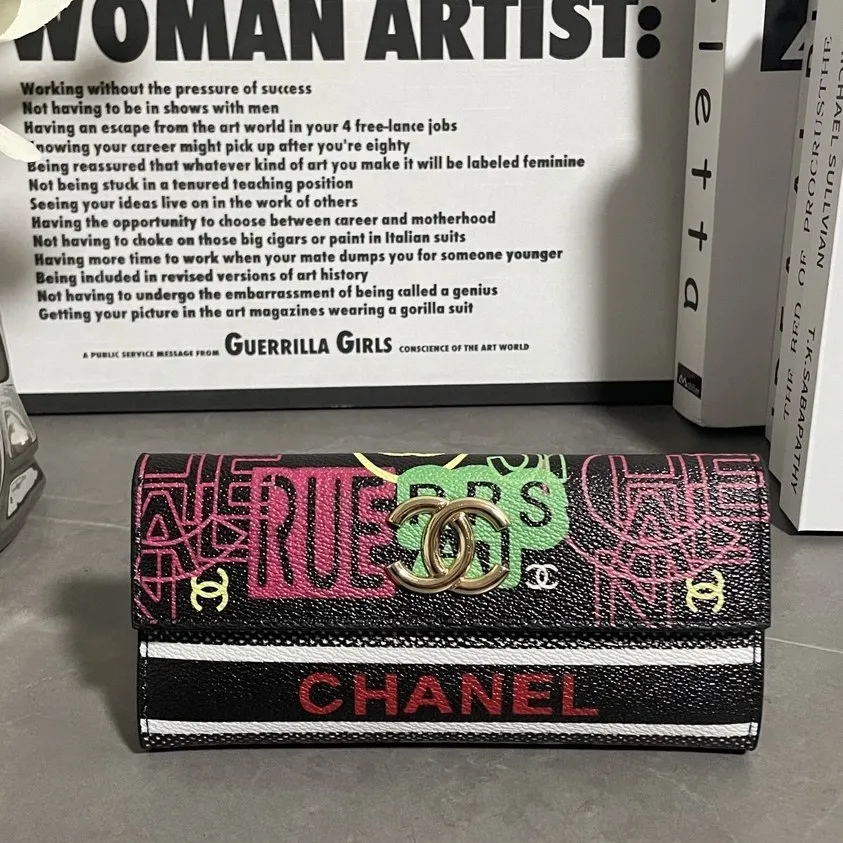 WOMAN ARTIST:
Working without the pressure of success
Not having to be in shows with men
Having an escape from the art world in your 4 free-lance jobs
Knowing your career might pick up after you're eighty
Being reassured that whatever kind of art you make it will be labeled feminine
Not being stuck in a tenured teaching position
Seeing your ideas live on in the work of others
Having the opportunity to choose between career and motherhood
Not having to choke on those big cigars or paint in Italian suits
Having more time to work when your mate dumps you for someone younger
Being included in revised versions of art history
Not having to undergo the embarrassment of being called a genius
Getting your picture in the art magazines wearing a gorilla suit
A PUBLIC SERVICE MESSAGE FROM GUERRILLA GIRLS CONSCIENCE OF THE ART WORLD
letta
MICHAEL SULLIVIAN T.K.SABAPATHY
THE BED OF PROCRUSTES
RUE
CHANEL